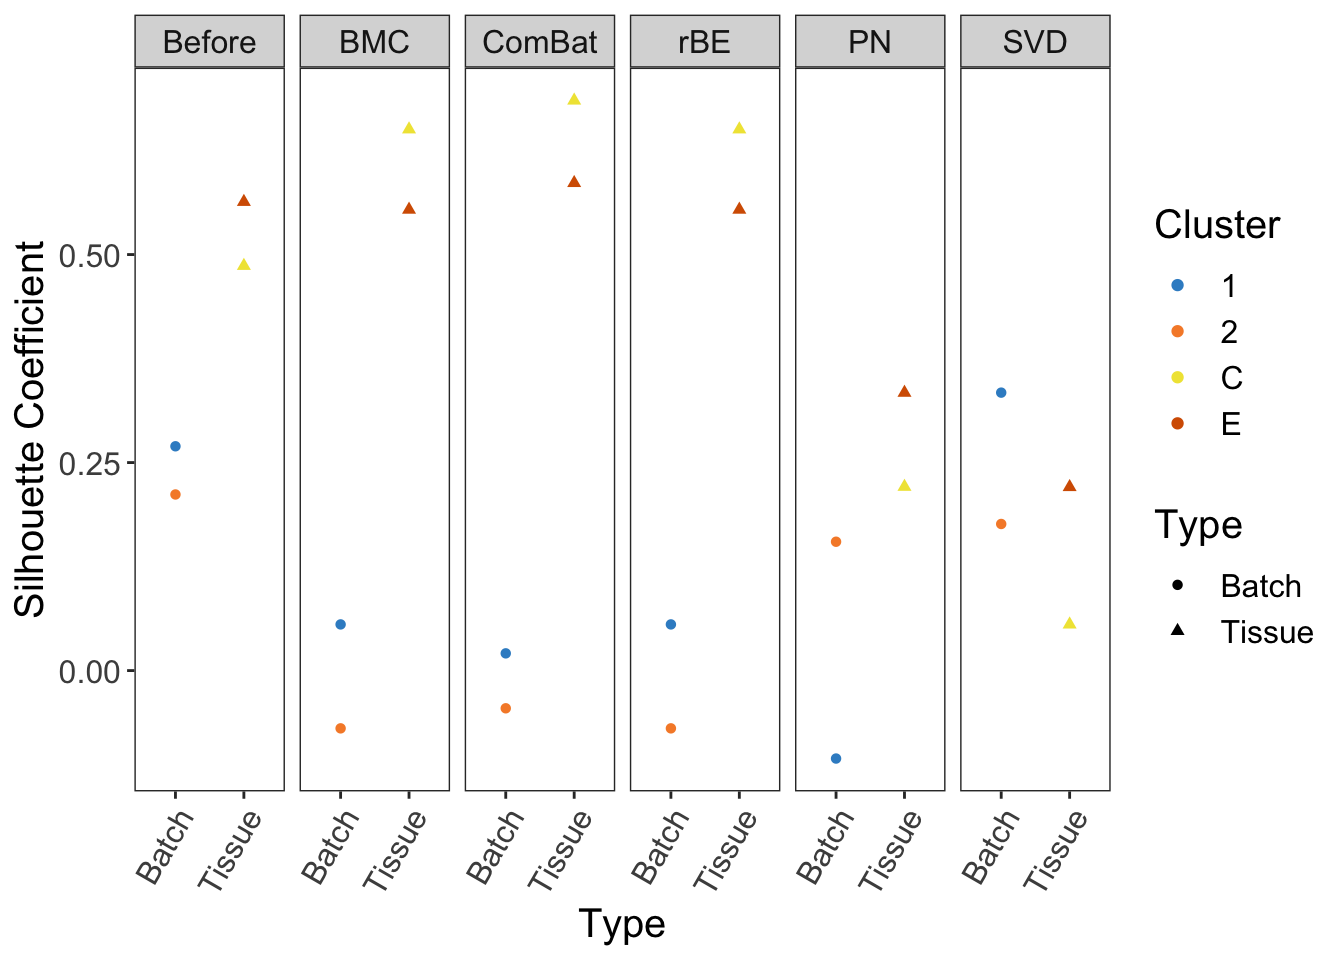 Before BMC ComBat rBE PN SVD
Silhouette Coefficient
0.50
0.25
0.00
Batch Tissue Batch Tissue Batch Tissue Batch Tissue Batch Tissue Batch Tissue
Type
Cluster
1
2
C
E
Type
Batch
Tissue